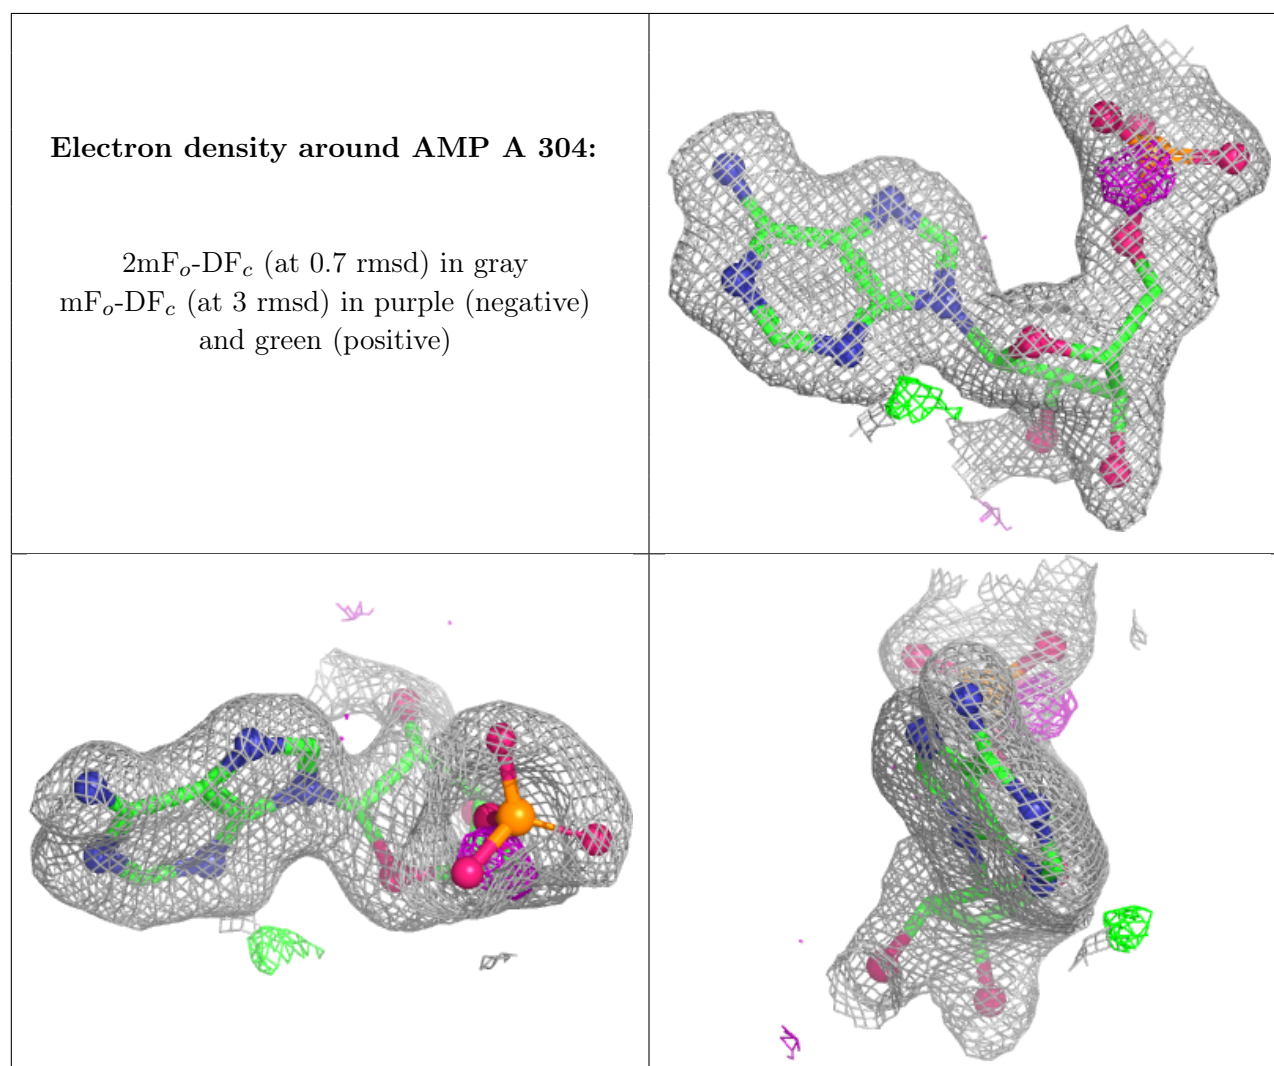 Electron density around AMP A 304:
2mFo-DFc (at 0.7 rmsd) in gray
mFo-DFc (at 3 rmsd) in purple (negative)
and green (positive)